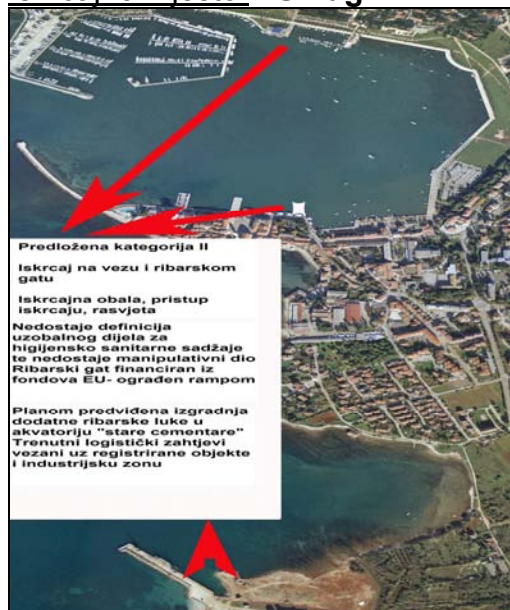 Predložena kategorija II
Iskrcaj na vezu i ribarskom
gatu
Iskrcajna obala, pristup
iskrcaju, rasvjeta
Nedostaje definicija
uzobalnog dijela za
higijensko sanitarne sadžaje
te nedostaje manipulativni dio
Ribarski gat financiran iz
fondova EU- ograđen rampom
Planom predviđena izgradnja
dodatne ribarske luke u
akvatoriju "stare cementare"
Trenutni logistički zahtjevi
vezani uz registrirane objekte
i industrijsku zonu